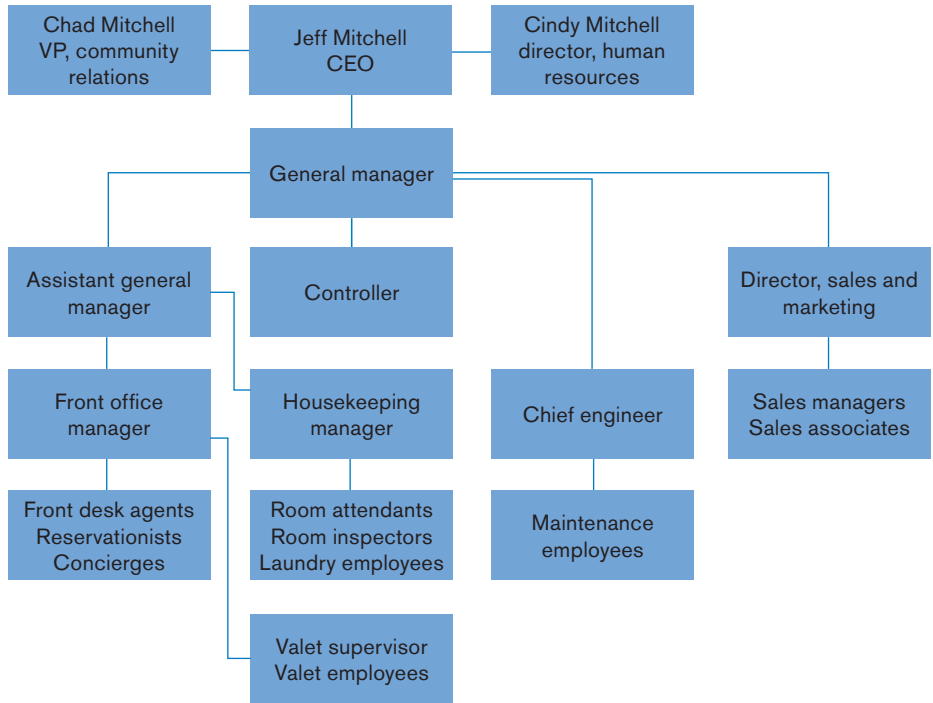 Chad Mitchell
VP, community
relations
Jeff Mitchell
CEO
Cindy Mitchell
director, human
resources
General manager
Assistant general
manager
Controller
Director, sales and
marketing
Front office
manager
Housekeeping
manager
Chief engineer
Sales managers
Sales associates
Front desk agents
Reservationists
Concierges
Room attendants
Room inspectors
Laundry employees
Maintenance
employees
Valet supervisor
Valet employees